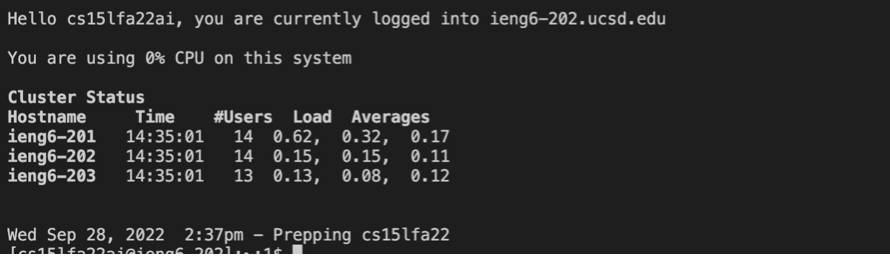 Hello cs15lfa22ai, you are currently logged into ieng6-202.ucsd.edu
You are using 0% CPU on this system
Cluster Status
Hostname Time #Users Load Averages
ieng6-201 14:35:01 14 0.62, 0.32, 0.17
ieng6-202 14:35:01 14 0.15, 0.15, 0.11
ieng6-203 14:35:01 13 0.13, 0.08, 0.12
Wed Sep 28, 2022 2:37pm - Prepping cs15lfa22
[cs15lfa22ai@ieng6-202]:~:1$